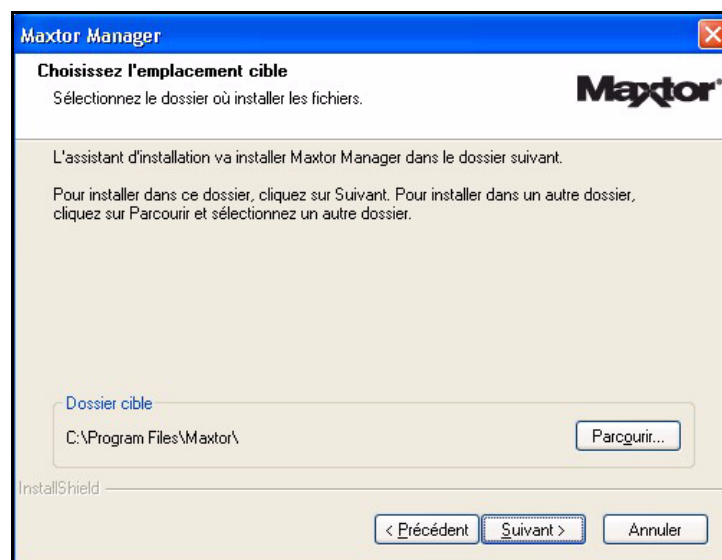 Maxtor Manager
Choisissez l'emplacement cible
Sélectionnez le dossier où installer les fichiers.
Maxtor®
L'assistant d'installation va installer Maxtor Manager dans le dossier suivant.
Pour installer dans ce dossier, cliquez sur Suivant. Pour installer dans un autre dossier,
cliquez sur Parcourir et sélectionnez un autre dossier.
Dossier cible
C:\Program Files\Maxtor\
Parcourir...
InstallShield
< Précédent
Suivant >
Annuler